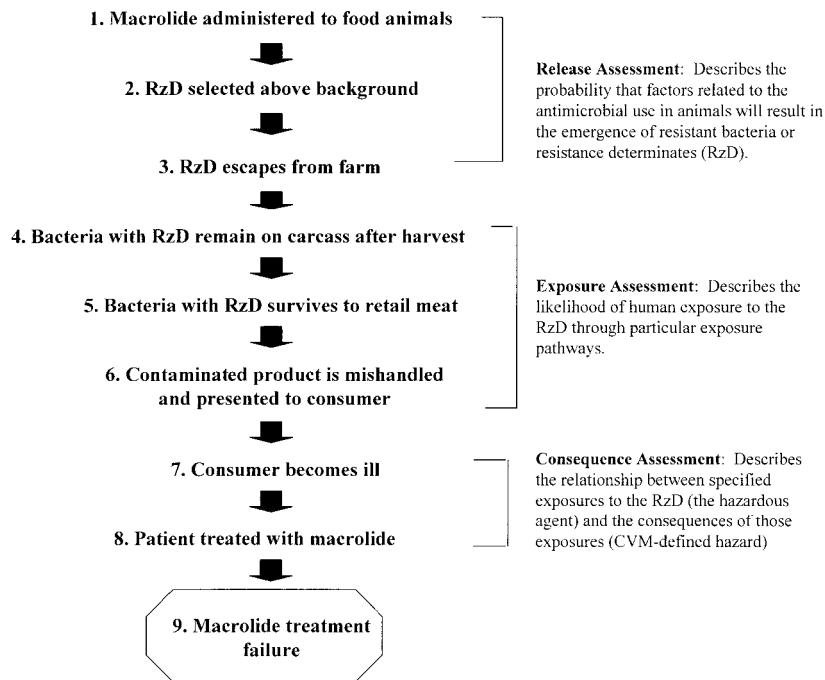 1. Macrolide administered to food animals
2. RzD selected above background
3. RzD escapes from farm
Release Assessment: Describes the
probability that factors related to the
antimicrobial use in animals will result in
the emergence of resistant bacteria or
resistance determinates (RzD).
4. Bacteria with RzD remain on carcass after harvest
5. Bacteria with RzD survives to retail meat
6. Contaminated product is mishandled
and presented to consumer
Exposure Assessment: Describes the
likelihood of human exposure to the
RzD through particular exposure
pathways.
7. Consumer becomes ill
8. Patient treated with macrolide
Consequence Assessment: Describes
the relationship between specified
exposures to the RzD (the hazardous
agent) and the consequences of those
exposures (CVM-defined hazard)
9. Macrolide treatment
failure